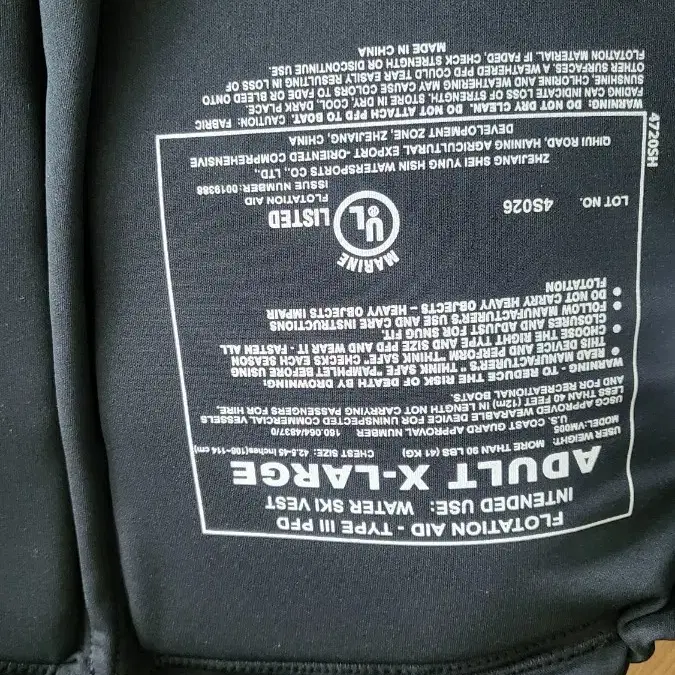 FLOTATION AID - TYPE III PFD
INTENDED USE: WATER SKI VEST
ADULT X-LARGE
USER WEIGHT: MORE THAN 90 LBS (41 KG) CHEST SIZE: 42.5-45 inches(108-114 cm)
MODEL-VM005
U.S. COAST GUARD APPROVAL NUMBER 160.064/4837/0
USCG APPROVED WEARABLE DEVICE FOR UNINSPECTED COMMERCIAL VESSELS
LESS THAN 40 FEET (12m) IN LENGTH NOT CARRYING PASSENGERS FOR HIRE,
AND FOR RECREATIONAL BOATS.
WARNING - TO REDUCE THE RISK OF DEATH BY DROWNING:
● READ MANUFACTURER'S "THINK SAFE" PAMPHLET BEFORE USING
THIS DEVICE AND PERFORM "THINK SAFE" CHECKS EACH SEASON
● CHOOSE THE RIGHT TYPE AND SIZE PFD AND WEAR IT - FASTEN ALL
CLOSURES AND ADJUST FOR SNUG FIT.
● FOLLOW MANUFACTURER'S USE AND CARE INSTRUCTIONS
● DO NOT CARRY HEAVY OBJECTS – HEAVY OBJECTS IMPAIR
FLOTATION
MARINE
UL
LISTED
FLOTATION AID
ISSUE NUMBER: 0019388
LOT NO. 4S026
ZHEJIANG SHEI YUNG HSIN WATERSPORTS CO., LTD..
QIHUI ROAD, HAINING AGRICULTURAL EXPORT-ORIENTED COMPREHENSIVE
DEVELOPMENT ZONE, ZHEJIANG, CHINA
4720SH
WARNING: DO NOT DRY CLEAN. DO NOT ATTACH PFD TO BOAT. CAUTION: FABRIC
FADING CAN INDICATE LOSS OF STRENGTH. STORE IN DRY, COOL, DARK PLACE.
SUNSHINE, CHLORINE AND WEATHERING MAY CAUSE COLORS TO FADE OR BLEED ONTO
OTHER SURFACES. A WEATHERED PFD COULD TEAR EASILY RESULTING IN LOSS OF
FLOTATION MATERIAL. IF FADED, CHECK STRENGTH OR DISCONTINUE USE.
MADE IN CHINA